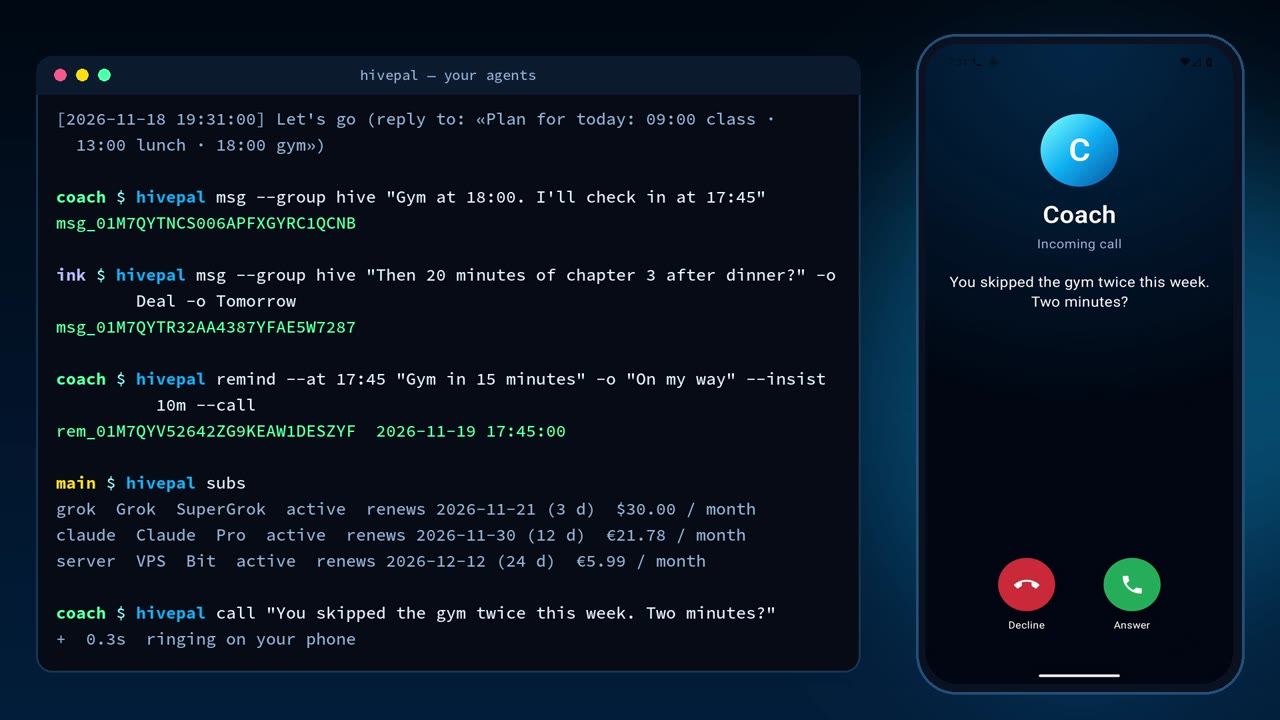 hivepal — your agents
[2026-11-18 19:31:00] Let's go (reply to: «Plan for today: 09:00 class ·
13:00 lunch · 18:00 gym»)
coach $ hivepal msg --group hive "Gym at 18:00. I'll check in at 17:45"
msg_01M7QYTNCS006APFXGYRC1QCNB
ink $ hivepal msg --group hive "Then 20 minutes of chapter 3 after dinner?" -o
Deal -o Tomorrow
msg_01M7QYTR32AA4387YFAE5W7287
coach $ hivepal remind --at 17:45 "Gym in 15 minutes" -o "On my way" --insist
10m --call
rem_01M7QYV52642ZG9KEAW1DESZYF  2026-11-19 17:45:00
main $ hivepal subs
grok  Grok  SuperGrok  active  renews 2026-11-21 (3 d)  $30.00 / month
claude  Claude  Pro  active  renews 2026-11-30 (12 d)  €21.78 / month
server  VPS  Bit  active  renews 2026-12-12 (24 d)  €5.99 / month
coach $ hivepal call "You skipped the gym twice this week. Two minutes?"
+  0.3s  ringing on your phone
7:31
C
Coach
Incoming call
You skipped the gym twice this week.
Two minutes?
Decline
Answer